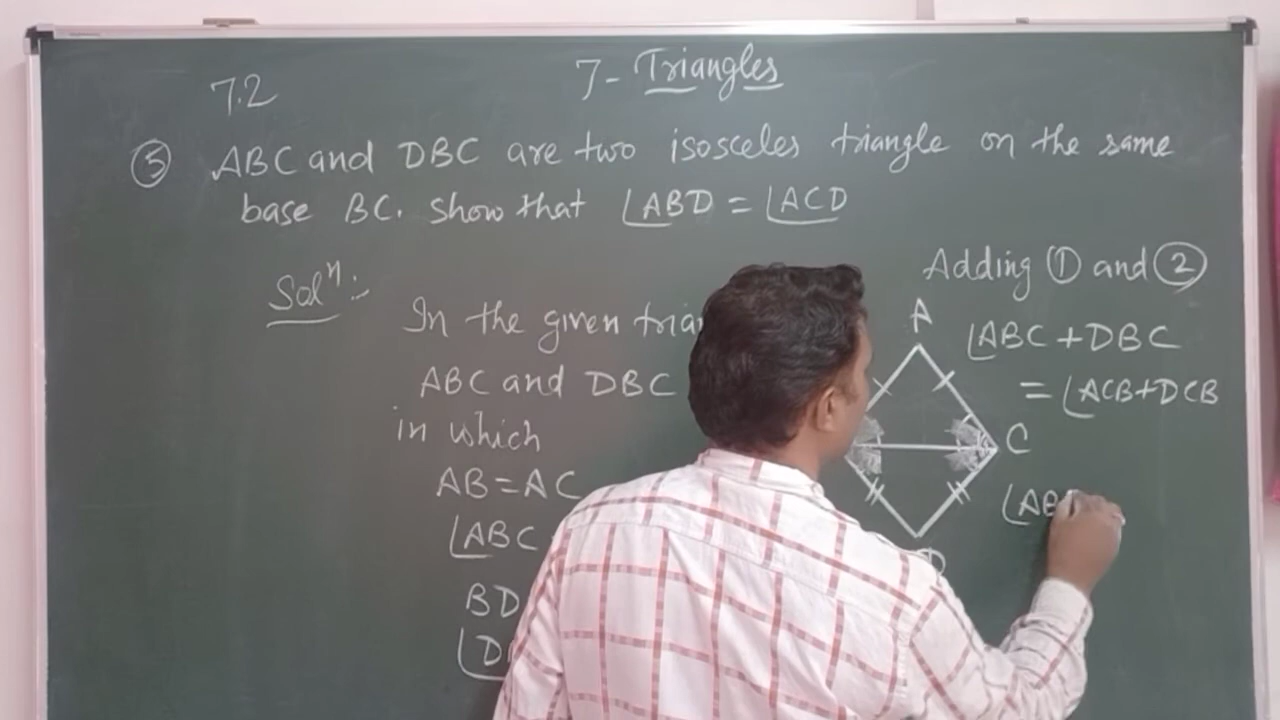 7- Triangles
7.2
⑤ ABC and DBC are two isosceles triangle on the same
base BC. Show that ∠ABD = ∠ACD
Solⁿ:-
In the given
ABC and DBC
in which
AB=AC
∠ABC
BD
Adding ① and ②
∠ABC + DBC
= ∠ACB+DCB
A
C
D